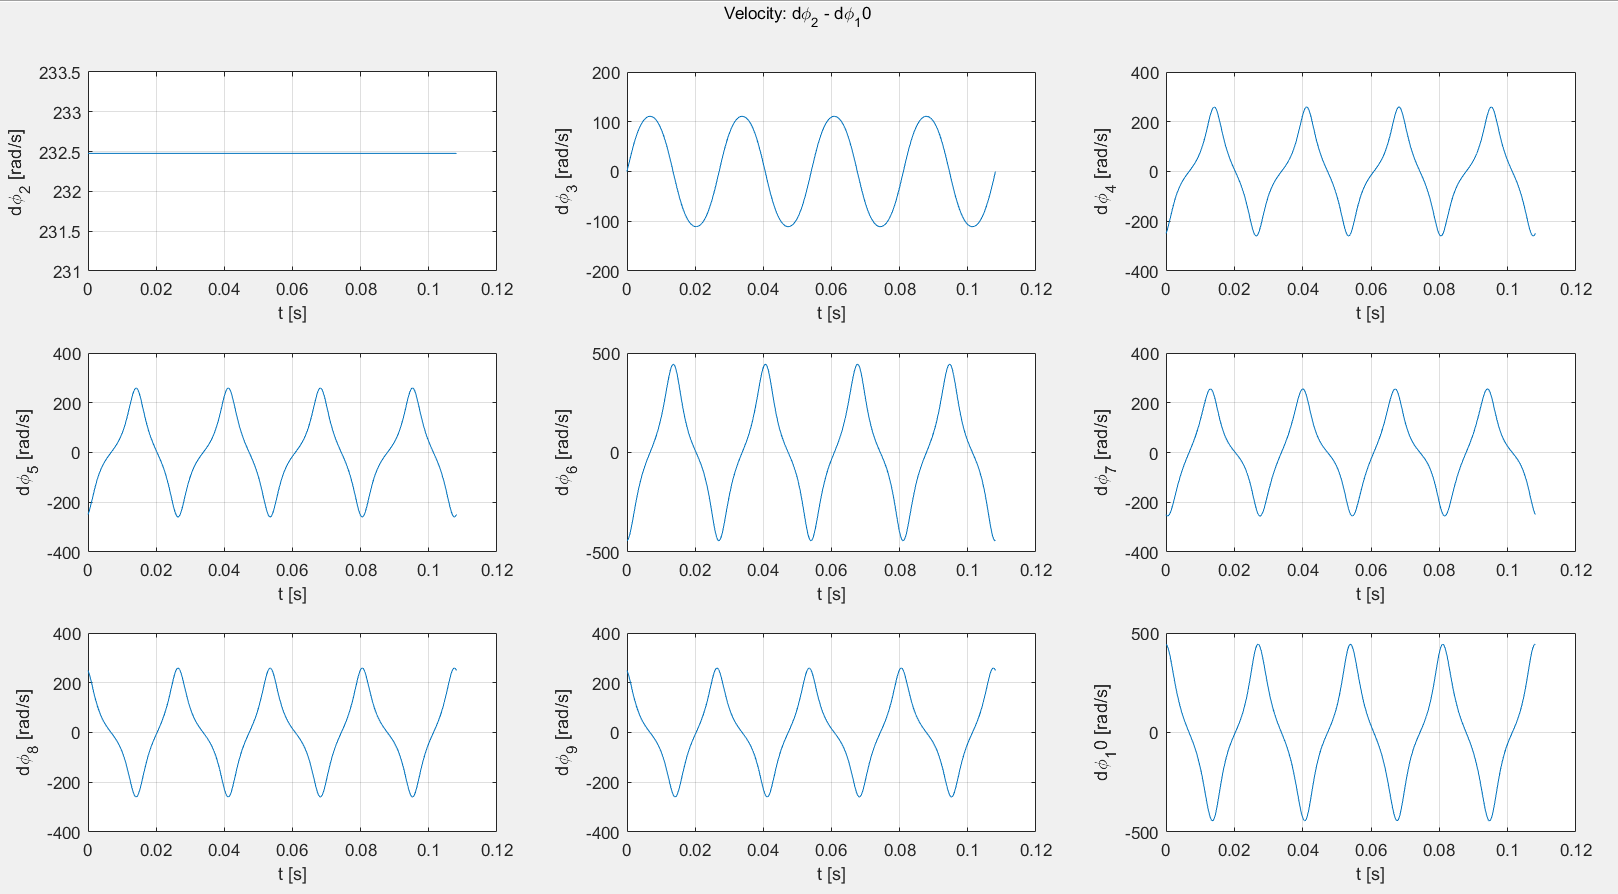 Velocity: dϕ₂ - dϕ₁0
233.5
233
232.5
232
231.5
231
dϕ₂ [rad/s]
0 0.02 0.04 0.06 0.08 0.1 0.12
t [s]
200
100
0
-100
-200
dϕ₃ [rad/s]
0 0.02 0.04 0.06 0.08 0.1 0.12
t [s]
400
200
0
-200
-400
dϕ₄ [rad/s]
0 0.02 0.04 0.06 0.08 0.1 0.12
t [s]
400
200
0
-200
-400
dϕ₅ [rad/s]
0 0.02 0.04 0.06 0.08 0.1 0.12
t [s]
500
0
-500
dϕ₆ [rad/s]
0 0.02 0.04 0.06 0.08 0.1 0.12
t [s]
400
200
0
-200
-400
dϕ₇ [rad/s]
0 0.02 0.04 0.06 0.08 0.1 0.12
t [s]
400
200
0
-200
-400
dϕ₈ [rad/s]
0 0.02 0.04 0.06 0.08 0.1 0.12
t [s]
400
200
0
-200
-400
dϕ₉ [rad/s]
0 0.02 0.04 0.06 0.08 0.1 0.12
t [s]
500
0
-500
dϕ₁0 [rad/s]
0 0.02 0.04 0.06 0.08 0.1 0.12
t [s]